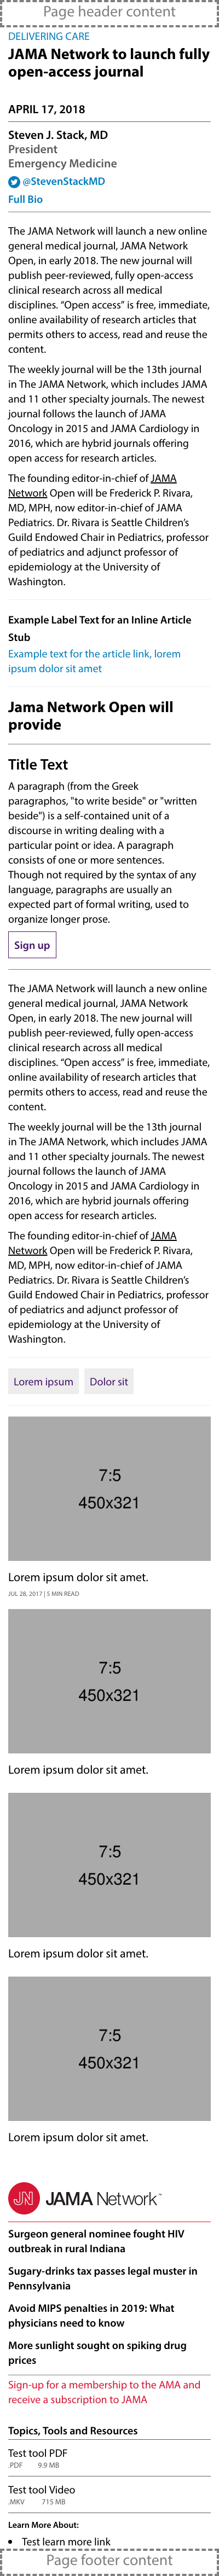 Page header content
DELIVERING CARE
JAMA Network to launch fully
open-access journal
APRIL 17, 2018
Steven J. Stack, MD
President
Emergency Medicine
@StevenStackMD
Full Bio
The JAMA Network will launch a new online
general medical journal, JAMA Network
Open, in early 2018. The new journal will
publish peer-reviewed, fully open-access
clinical research across all medical
disciplines. “Open access” is free, immediate,
online availability of research articles that
permits others to access, read and reuse the
content.
The weekly journal will be the 13th journal
in The JAMA Network, which includes JAMA
and 11 other specialty journals. The newest
journal follows the launch of JAMA
Oncology in 2015 and JAMA Cardiology in
2016, which are hybrid journals offering
open access for research articles.
The founding editor-in-chief of JAMA
Network Open will be Frederick P. Rivara,
MD, MPH, now editor-in-chief of JAMA
Pediatrics. Dr. Rivara is Seattle Children’s
Guild Endowed Chair in Pediatrics, professor
of pediatrics and adjunct professor of
epidemiology at the University of
Washington.
Example Label Text for an Inline Article
Stub
Example text for the article link, lorem
ipsum dolor sit amet
Jama Network Open will
provide
Title Text
A paragraph (from the Greek
paragraphos, "to write beside" or "written
beside") is a self-contained unit of a
discourse in writing dealing with a
particular point or idea. A paragraph
consists of one or more sentences.
Though not required by the syntax of any
language, paragraphs are usually an
expected part of formal writing, used to
organize longer prose.
Sign up
The JAMA Network will launch a new online
general medical journal, JAMA Network
Open, in early 2018. The new journal will
publish peer-reviewed, fully open-access
clinical research across all medical
disciplines. “Open access” is free, immediate,
online availability of research articles that
permits others to access, read and reuse the
content.
The weekly journal will be the 13th journal
in The JAMA Network, which includes JAMA
and 11 other specialty journals. The newest
journal follows the launch of JAMA
Oncology in 2015 and JAMA Cardiology in
2016, which are hybrid journals offering
open access for research articles.
The founding editor-in-chief of JAMA
Network Open will be Frederick P. Rivara,
MD, MPH, now editor-in-chief of JAMA
Pediatrics. Dr. Rivara is Seattle Children’s
Guild Endowed Chair in Pediatrics, professor
of pediatrics and adjunct professor of
epidemiology at the University of
Washington.
Lorem ipsum Dolor sit
7:5
450x321
Lorem ipsum dolor sit amet.
JUL 28, 2017 | 5 MIN READ
7:5
450x321
Lorem ipsum dolor sit amet.
7:5
450x321
Lorem ipsum dolor sit amet.
7:5
450x321
Lorem ipsum dolor sit amet.
JN JAMA Network™
Surgeon general nominee fought HIV
outbreak in rural Indiana
Sugary-drinks tax passes legal muster in
Pennsylvania
Avoid MIPS penalties in 2019: What
physicians need to know
More sunlight sought on spiking drug
prices
Sign-up for a membership to the AMA and
receive a subscription to JAMA
Topics, Tools and Resources
Test tool PDF
.PDF 9.9 MB
Test tool Video
.MKV 715 MB
Learn More About:
• Test learn more link
Page footer content